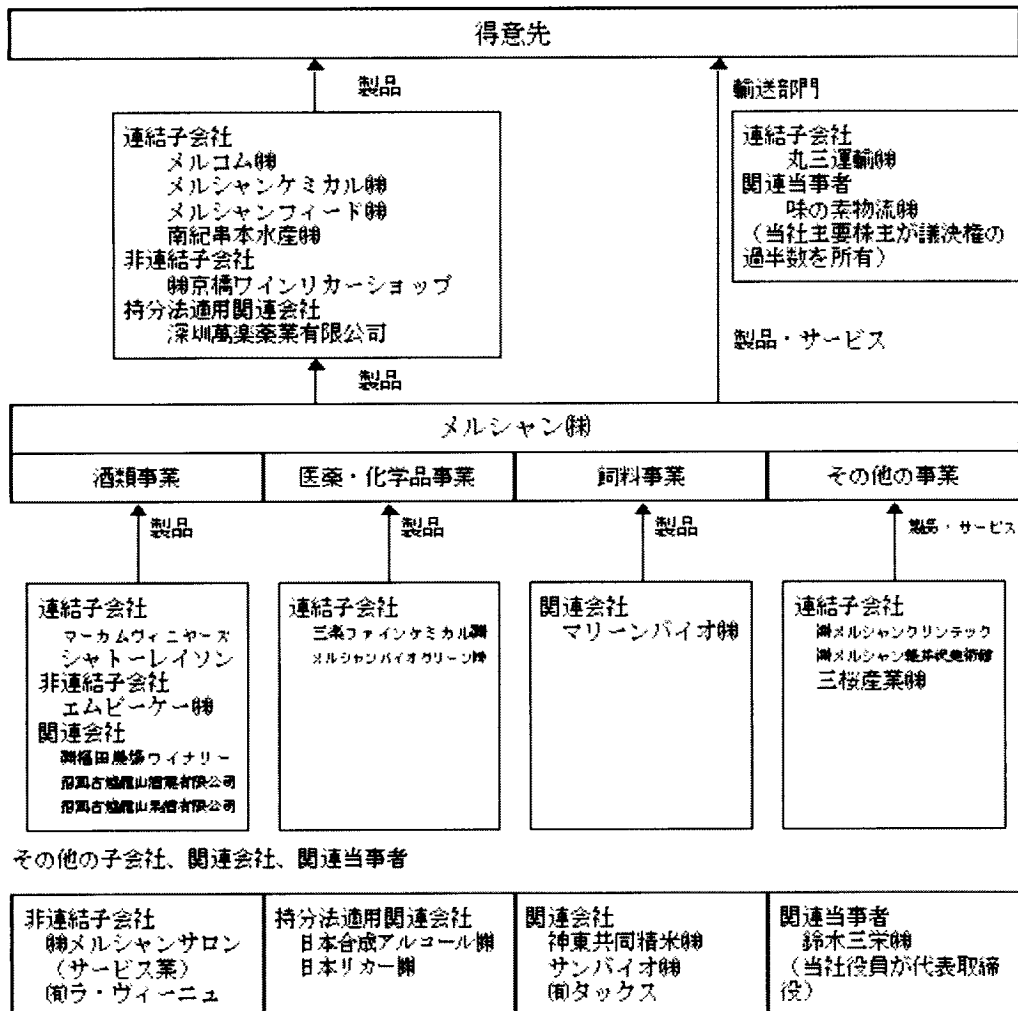 得意先
製品
連結子会社
メルコム㈱
メルシャンケミカル㈱
メルシャンフィード㈱
南紀串本水産㈱
非連結子会社
㈱京橋ワインリカーショップ
持分法適用関連会社
深圳萬楽薬業有限公司
製品
輸送部門
連結子会社
丸三運輸㈱
関連当事者
味の素物流㈱
(当社主要株主が議決権の
過半数を所有)
製品・サービス
メルシャン㈱
酒類事業
医薬・化学品事業
飼料事業
その他の事業
製品
製品
製品
製品・サービス
連結子会社
マーカムヴィニヤーズ
シャトーレイソン
非連結子会社
エムピーケー㈱
関連会社
㈱福田農場ワイナリー
有限公司
有限公司
連結子会社
三楽ファインケミカル㈱
メルシャンバイオグリーン㈱
関連会社
マリーンバイオ㈱
連結子会社
㈱メルシャンクリンテック
㈱メルシャン軽井沢美術館
三桜産業㈱
その他の子会社、関連会社、関連当事者
非連結子会社
㈱メルシャンサロン
(サービス業)
㈲ラ・ヴィーニュ
持分法適用関連会社
日本合成アルコール㈱
日本リカー㈱
関連会社
神東共同精米㈱
サンバイオ㈱
㈲タックス
関連当事者
鈴木三栄㈱
(当社役員が代表取締
役)